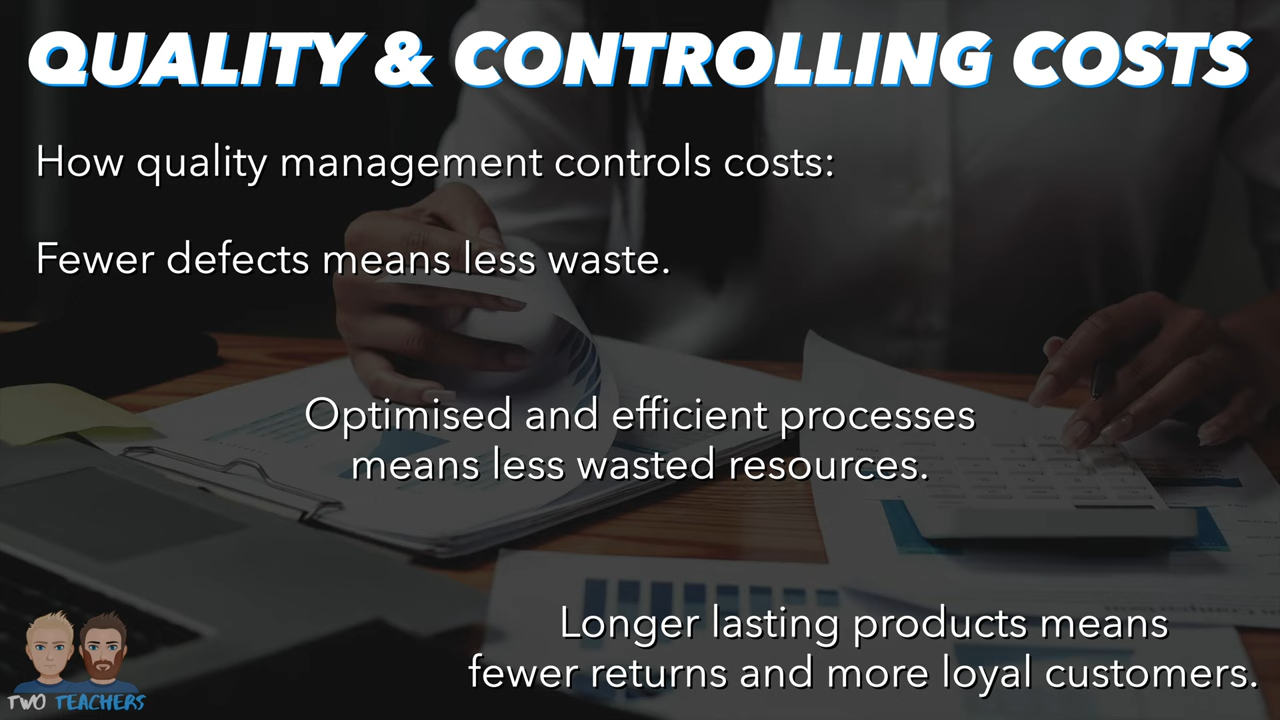 QUALITY & CONTROLLING COSTS
How quality management controls costs:
Fewer defects means less waste.
Optimised and efficient processes
means less wasted resources.
Longer lasting products means
fewer returns and more loyal customers.
TWO TEACHERS